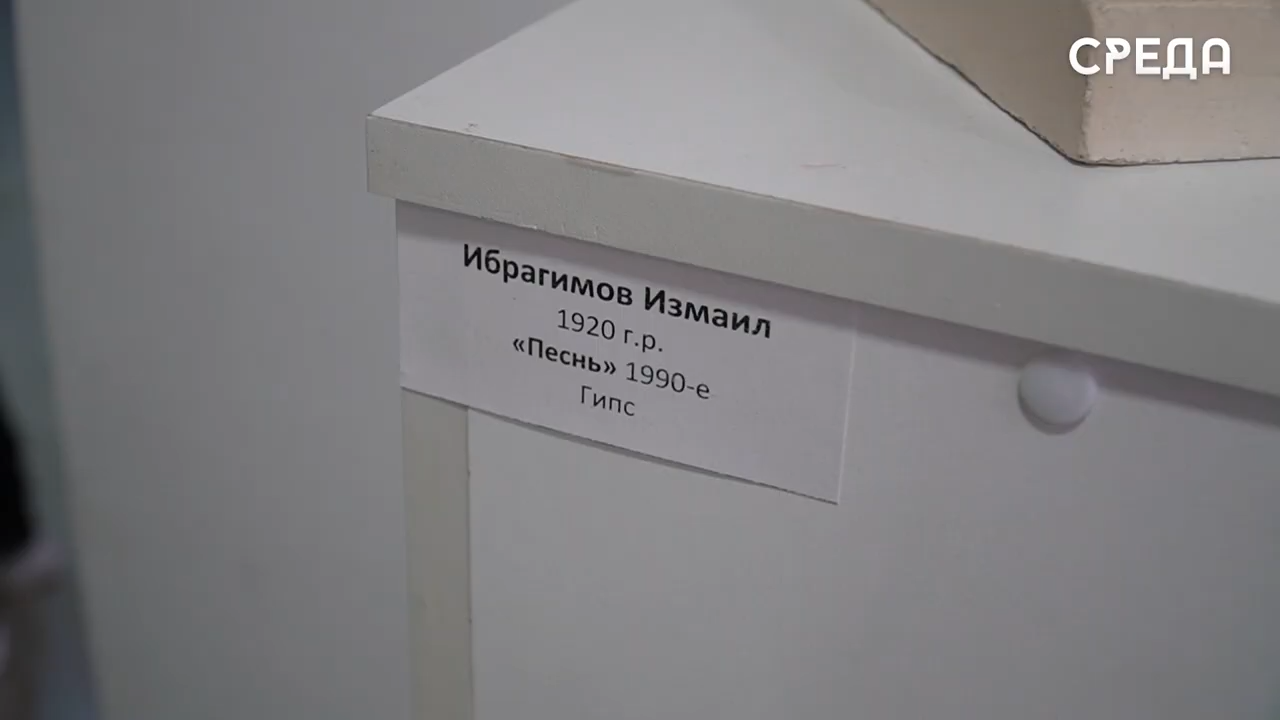 СРЕДА
Ибрагимов Измаил
1920 г.р.
«Песнь» 1990-е
Гипс